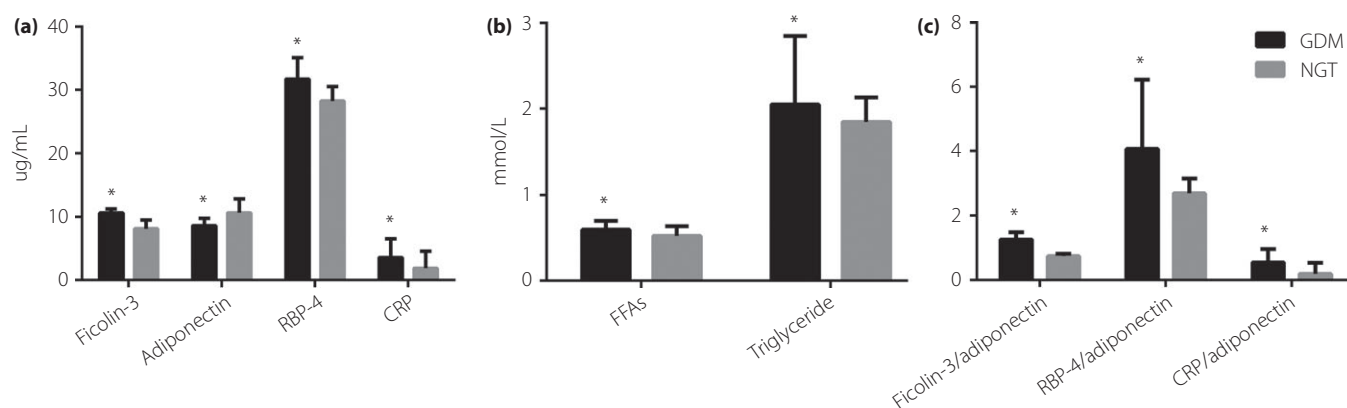 (a)
40
30
20
10
0
ug/mL
*
*
*
*
Ficolin-3
Adiponectin
RBP-4
CRP
(b)
3
2
1
0
mmol/L
*
*
FFAs
Triglyceride
(c)
8
6
4
2
0
*
*
*
Ficolin-3/adiponectin
RBP-4/adiponectin
CRP/adiponectin
GDM
NGT